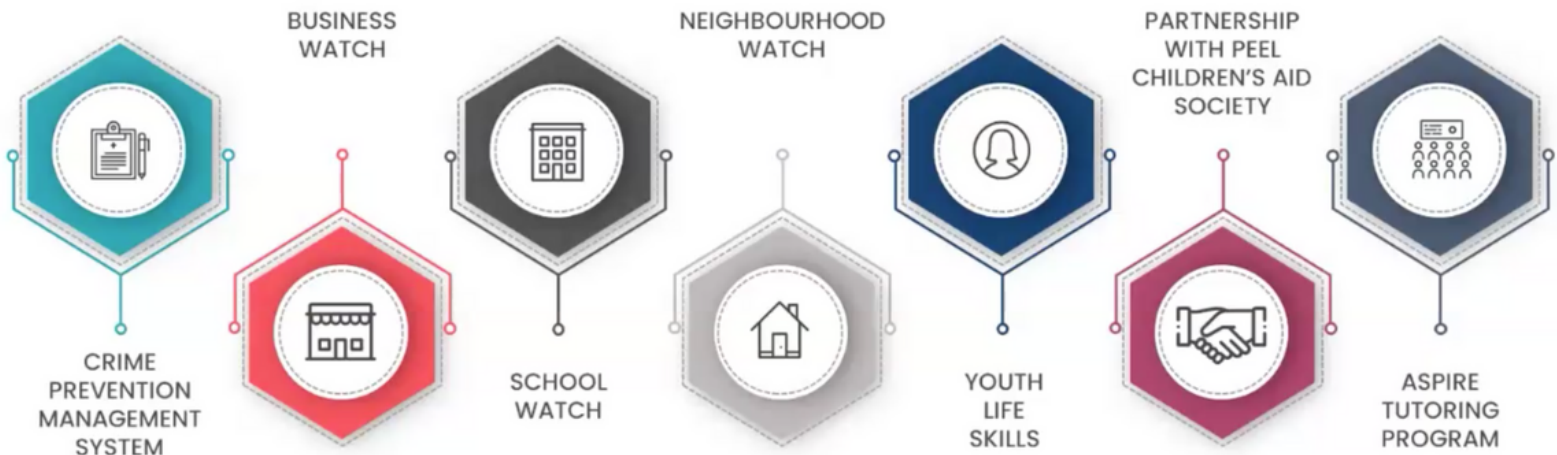 CRIME
PREVENTION
MANAGEMENT
SYSTEM
BUSINESS
WATCH
SCHOOL
WATCH
NEIGHBOURHOOD
WATCH
YOUTH
LIFE
SKILLS
PARTNERSHIP
WITH PEEL
CHILDREN'S AID
SOCIETY
ASPIRE
TUTORING
PROGRAM